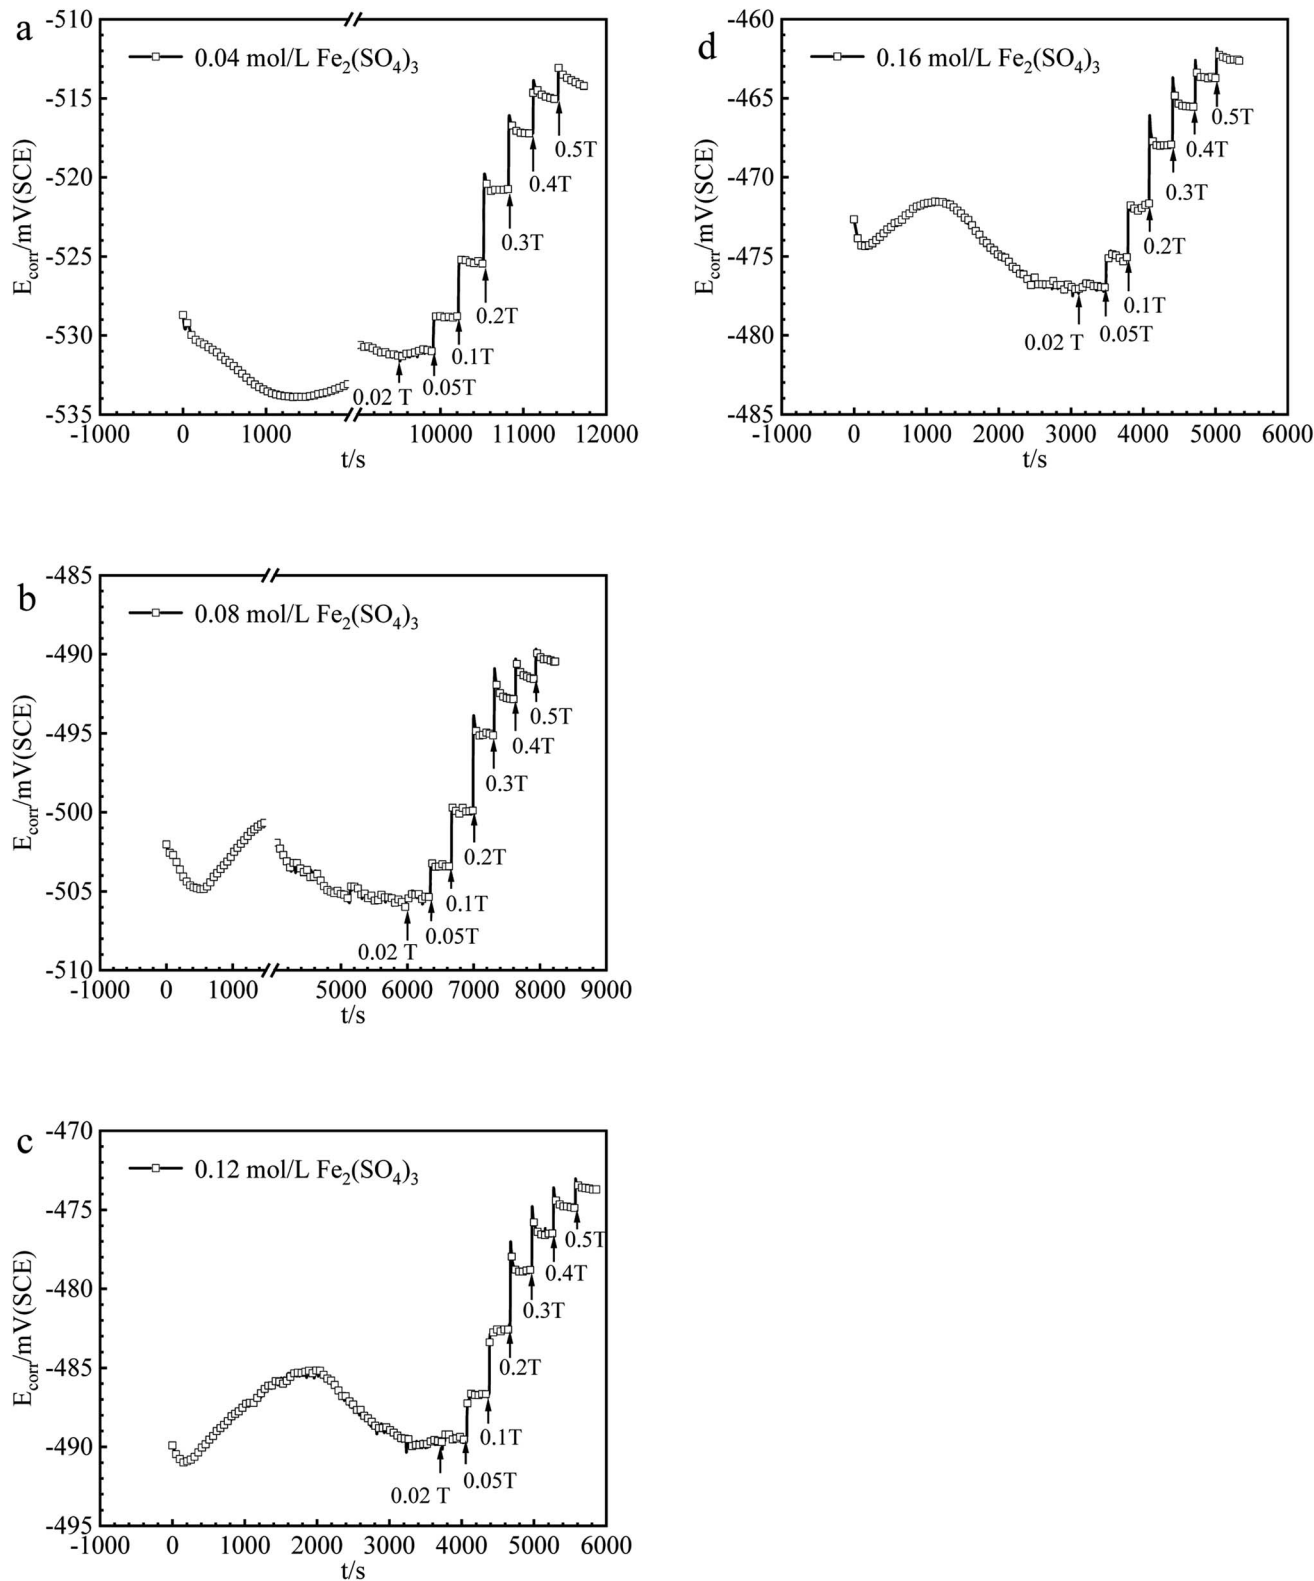 a
0.04 mol/L Fe₂(SO₄)₃
-510
-515
-520
-525
-530
-535
E_corr/mV(SCE)
0.02 T
0.05T
0.1T
0.2T
0.3T
0.4T
0.5T
-1000 0 1000 10000 11000 12000
t/s
d
0.16 mol/L Fe₂(SO₄)₃
-460
-465
-470
-475
-480
-485
E_corr/mV(SCE)
0.02 T
0.05T
0.1T
0.2T
0.3T
0.4T
0.5T
-1000 0 1000 2000 3000 4000 5000 6000
t/s
b
0.08 mol/L Fe₂(SO₄)₃
-485
-490
-495
-500
-505
-510
E_corr/mV(SCE)
0.02 T
0.05T
0.1T
0.2T
0.3T
0.4T
0.5T
-1000 0 1000 5000 6000 7000 8000 9000
t/s
c
0.12 mol/L Fe₂(SO₄)₃
-470
-475
-480
-485
-490
-495
E_corr/mV(SCE)
0.02 T
0.05T
0.1T
0.2T
0.3T
0.4T
0.5T
-1000 0 1000 2000 3000 4000 5000 6000
t/s